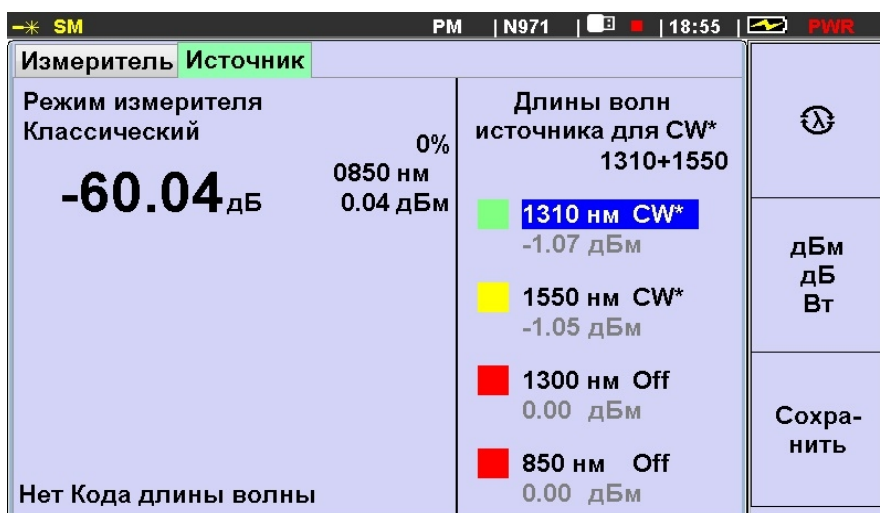 SM PM | N971 | | 18:55 | PWR
Измеритель Источник
Режим измерителя
Классический
0%
0850 нм
-60.04 дБ
0.04 дБм
Нет Кода длины волны
Длины волн
источника для CW*
1310+1550
1310 нм CW*
-1.07 дБм
1550 нм CW*
-1.05 дБм
1300 нм Off
0.00 дБм
850 нм Off
0.00 дБм
λ
дБм
дБ
Вт
Сохра-
нить